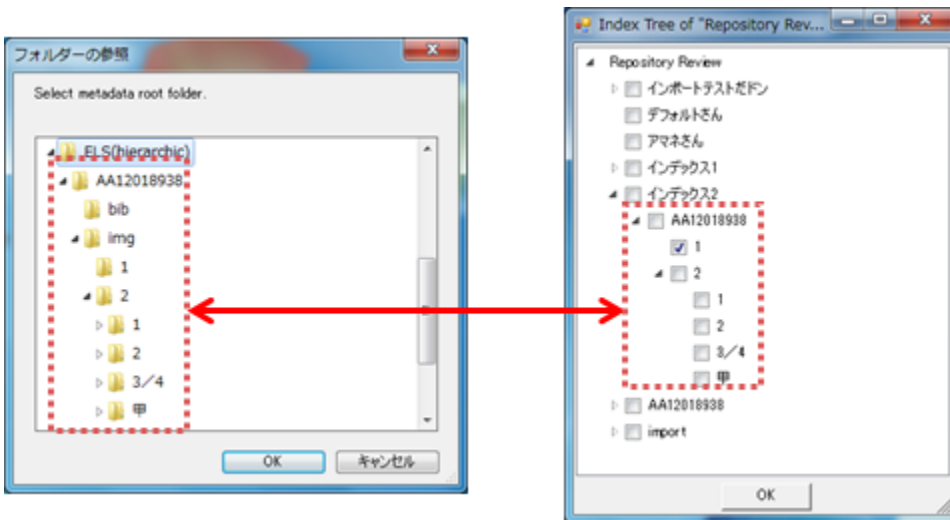 フォルダーの参照
Select metadata root folder.
ELS(hierarchic)
AA12018938
bib
img
1
2
1
2
3／4
甲
OK
キャンセル
Index Tree of "Repository Rev...
Repository Review
インポートテストだドン
デフォルトさん
アマネさん
インデックス1
インデックス2
AA12018938
1
2
1
2
3／4
甲
AA12018938
import
OK